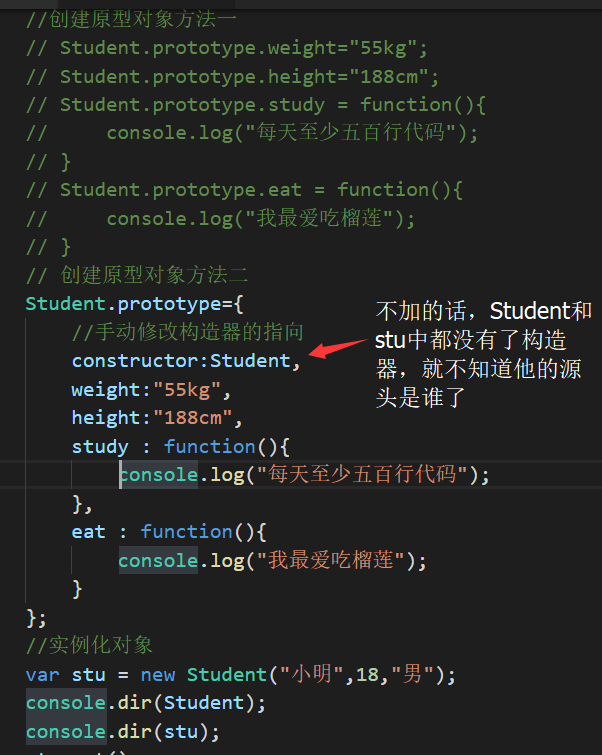 //创建原型对象方法一
// Student.prototype.weight="55kg";
// Student.prototype.height="188cm";
// Student.prototype.study = function(){
//     console.log("每天至少五百行代码");
// }
// Student.prototype.eat = function(){
//     console.log("我最爱吃榴莲");
// }
// 创建原型对象方法二
Student.prototype={
    //手动修改构造器的指向
    constructor:Student,
    weight:"55kg",
    height:"188cm",
    study : function(){
        console.log("每天至少五百行代码");
    },
    eat : function(){
        console.log("我最爱吃榴莲");
    }
};
//实例化对象
var stu = new Student("小明",18,"男");
console.dir(Student);
console.dir(stu);
不加的话，Student和
stu中都没有了构造
器，就不知道他的源
头是谁了